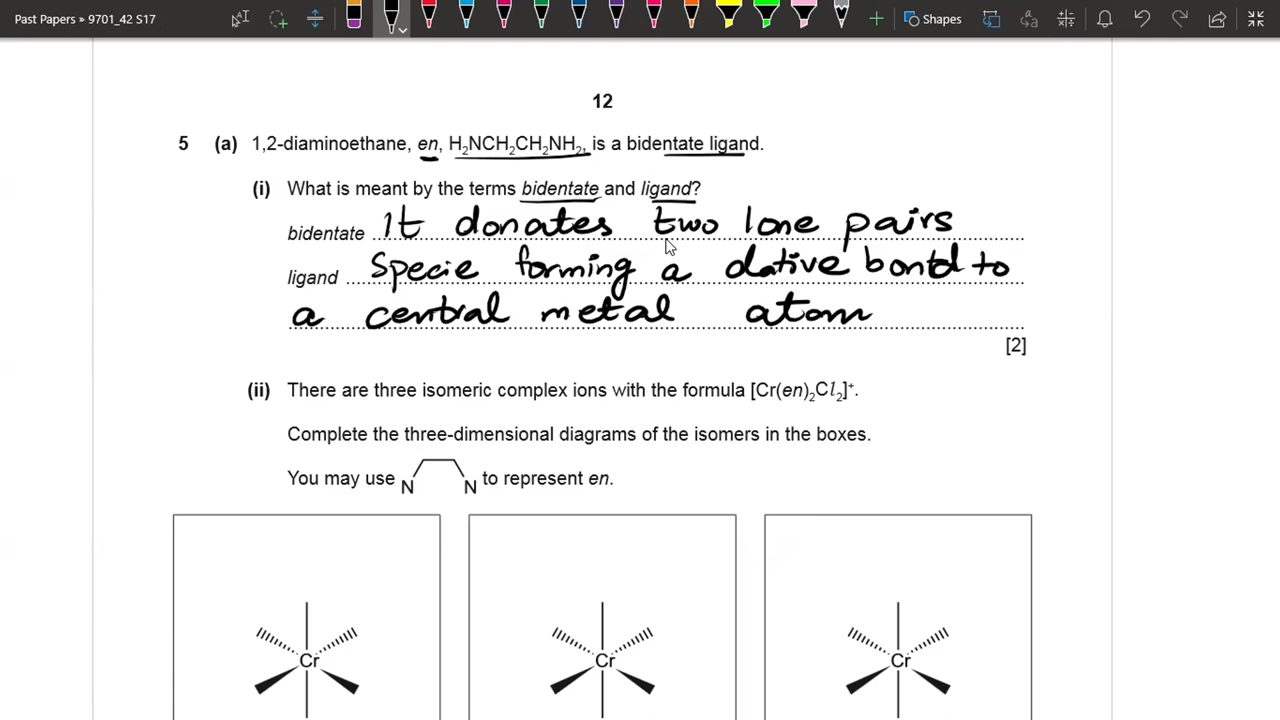 Past Papers » 9701_42 S17
Shapes
12
5 (a) 1,2-diaminoethane, en, H₂NCH₂CH₂NH₂, is a bidentate ligand.
(i) What is meant by the terms bidentate and ligand?
bidentate It donates two lone pairs
ligand Specie forming a dative bond to
a central metal atom
[2]
(ii) There are three isomeric complex ions with the formula [Cr(en)₂Cl₂]⁺.
Complete the three-dimensional diagrams of the isomers in the boxes.
You may use N N to represent en.
Cr Cr Cr